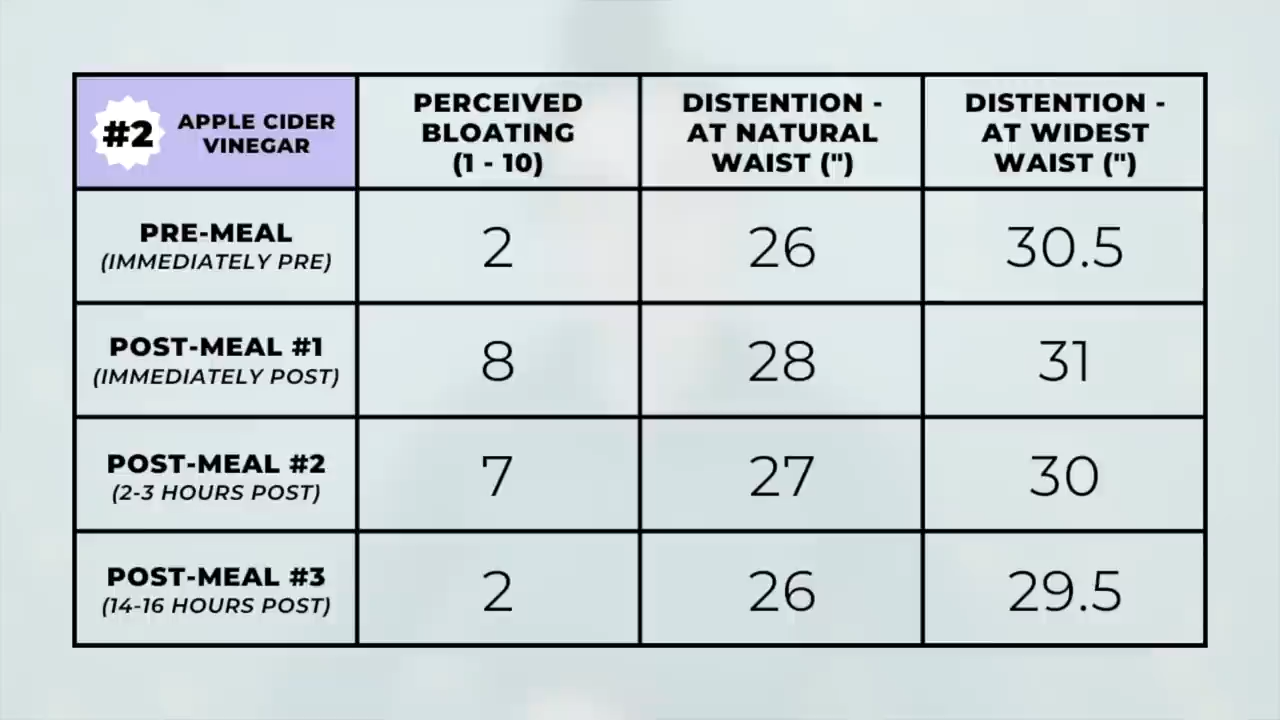 #2 APPLE CIDER
VINEGAR
PERCEIVED
BLOATING
(1 - 10)
DISTENTION -
AT NATURAL
WAIST (")
DISTENTION -
AT WIDEST
WAIST (")
PRE-MEAL
(IMMEDIATELY PRE)
2
26
30.5
POST-MEAL #1
(IMMEDIATELY POST)
8
28
31
POST-MEAL #2
(2-3 HOURS POST)
7
27
30
POST-MEAL #3
(14-16 HOURS POST)
2
26
29.5